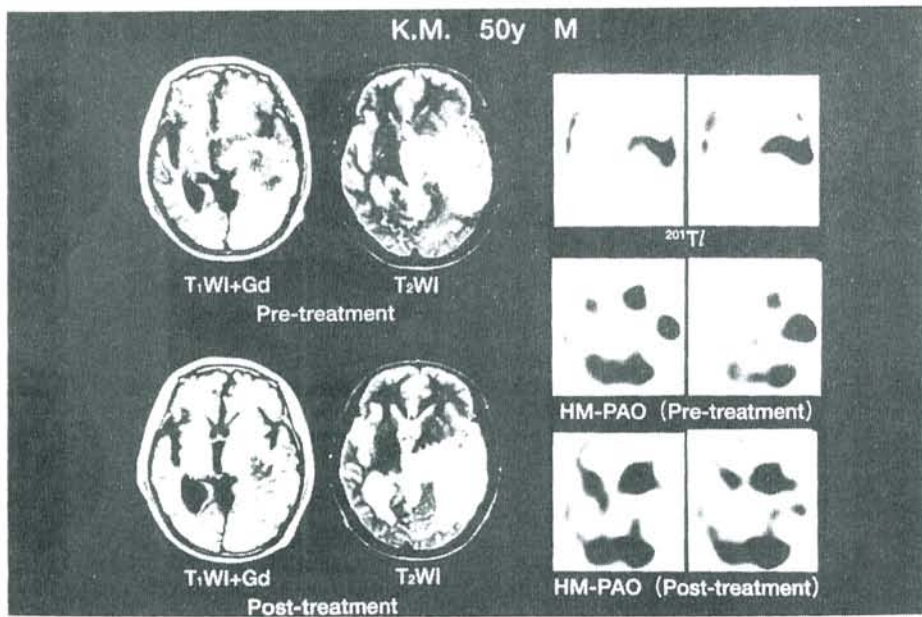 K.M. 50y M
T₁WI+Gd T₂WI
Pre-treatment
²⁰¹Tl
HM-PAO (Pre-treatment)
T₁WI+Gd T₂WI
Post-treatment
HM-PAO (Post-treatment)